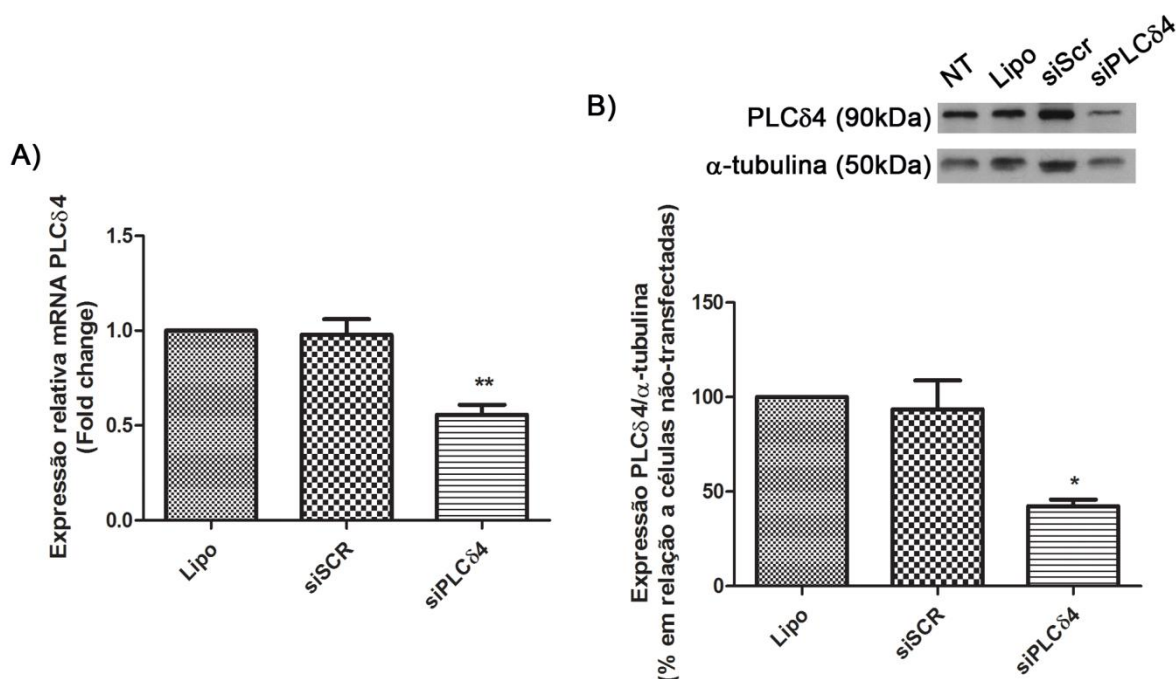 A)
Expressão relativa mRNA PLCδ4
(Fold change)
1.5
1.0
0.5
0.0
**
Lipo
siSCR
siPLCδ4
B)
NT Lipo siScr siPLCδ4
PLCδ4 (90kDa)
α-tubulina (50kDa)
Expressão PLCδ4/α-tubulina
(% em relação a células não-transfectadas)
150
100
50
0
*
Lipo
siSCR
siPLCδ4